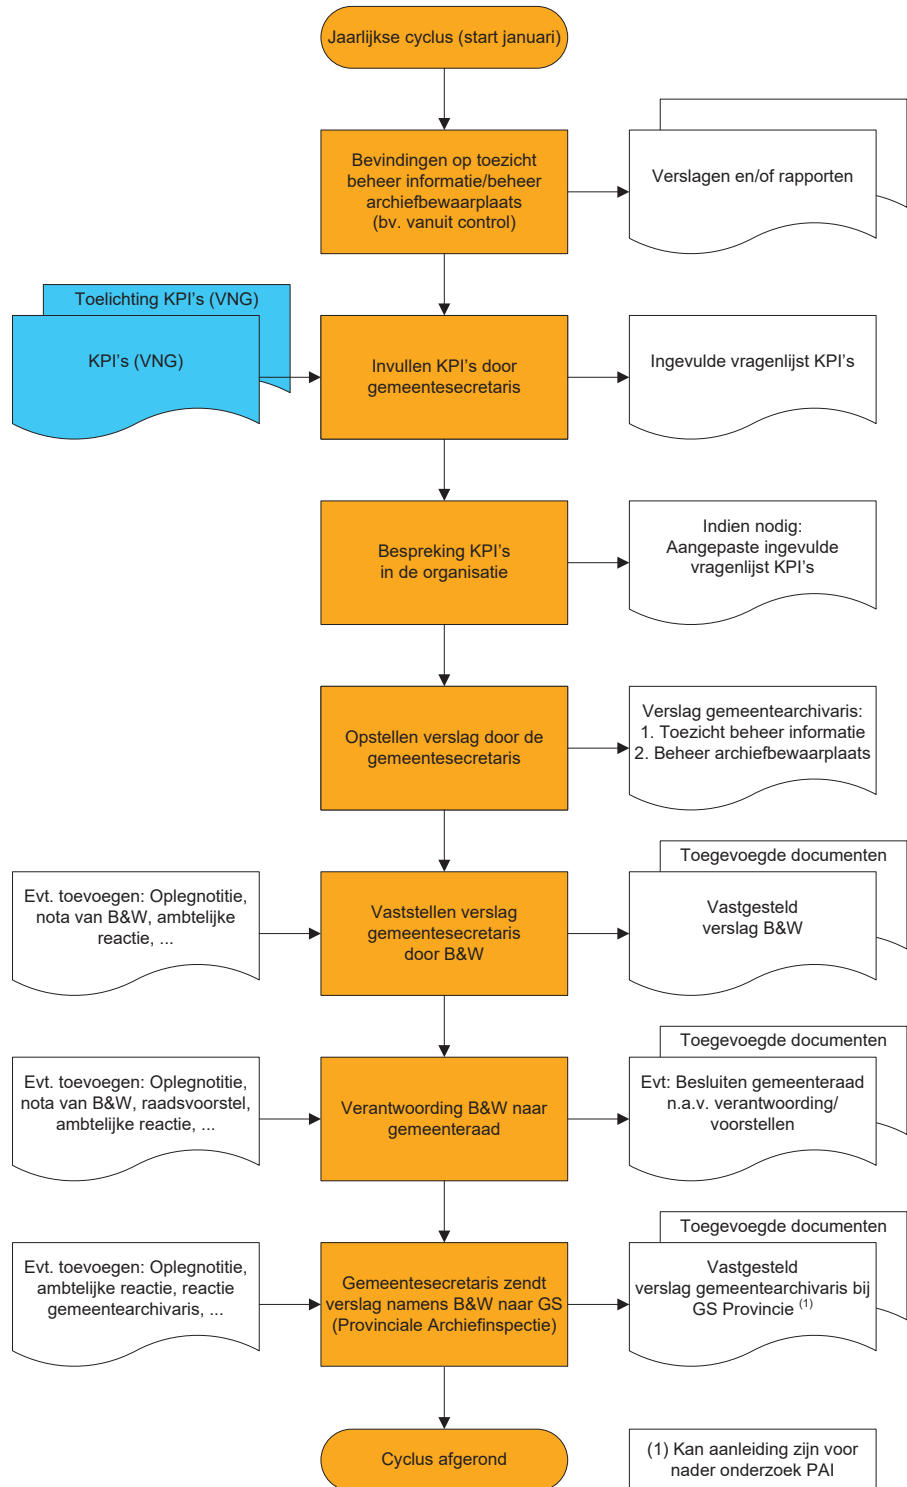 Jaarlijkse cyclus (start januari)
Bevindingen op toezicht
beheer informatie/beheer
archiefbewaarplaats
(bv. vanuit control)
Verslagen en/of rapporten
Toelichting KPI's (VNG)
KPI's (VNG)
Invullen KPI's door
gemeentesecretaris
Ingevulde vragenlijst KPI's
Bespreking KPI's
in de organisatie
Indien nodig:
Aangepaste ingevulde
vragenlijst KPI's
Opstellen verslag door de
gemeentesecretaris
Verslag gemeentearchivaris:
1. Toezicht beheer informatie
2. Beheer archiefbewaarplaats
Evt. toevoegen: Oplegnotitie,
nota van B&W, ambtelijke
reactie, ...
Vaststellen verslag
gemeentesecretaris
door B&W
Toegevoegde documenten
Vastgesteld
verslag B&W
Evt. toevoegen: Oplegnotitie,
nota van B&W, raadsvoorstel,
ambtelijke reactie, ...
Verantwoording B&W naar
gemeenteraad
Toegevoegde documenten
Evt: Besluiten gemeenteraad
n.a.v. verantwoording/
voorstellen
Evt. toevoegen: Oplegnotitie,
ambtelijke reactie, reactie
gemeentearchivaris, ...
Gemeentesecretaris zendt
verslag namens B&W naar GS
(Provinciale Archiefinspectie)
Toegevoegde documenten
Vastgesteld
verslag gemeentearchivaris bij
GS Provincie (1)
Cyclus afgerond
(1) Kan aanleiding zijn voor
nader onderzoek PAI